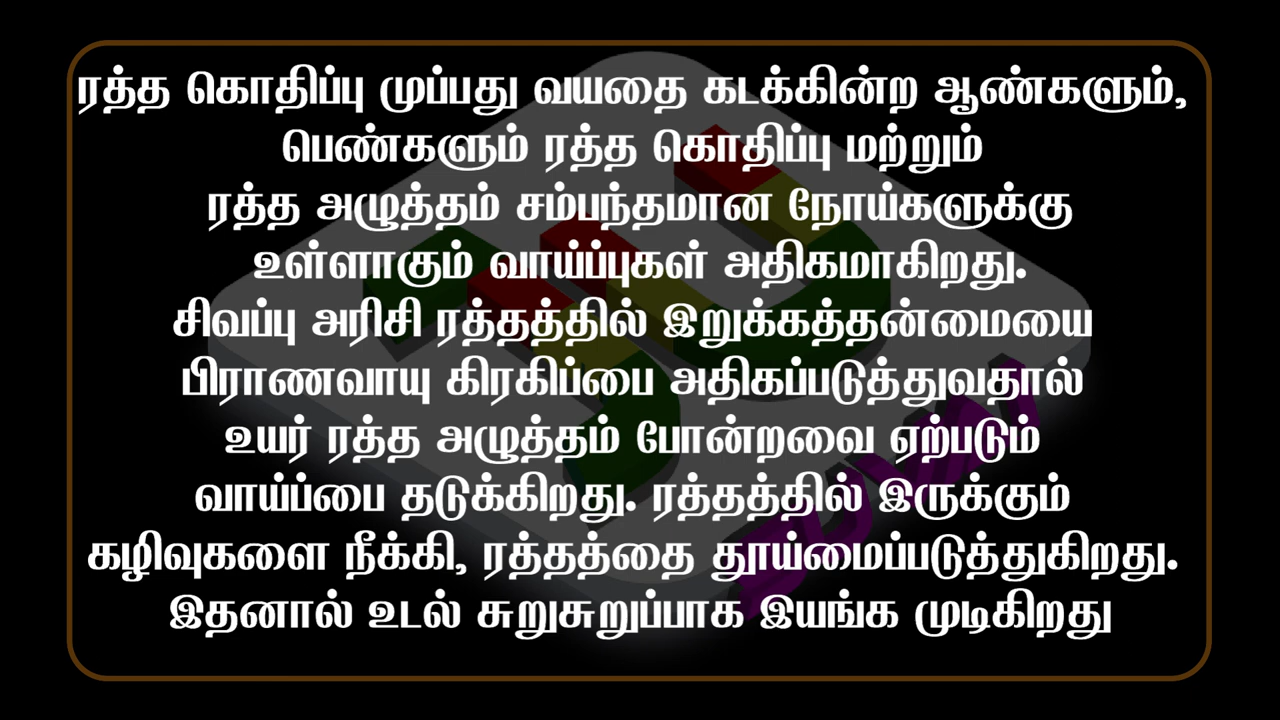 ரத்த கொதிப்பு முப்பது வயதை கடக்கின்ற ஆண்களும்,
பெண்களும் ரத்த கொதிப்பு மற்றும்
ரத்த அழுத்தம் சம்பந்தமான நோய்களுக்கு
உள்ளாகும் வாய்ப்புகள் அதிகமாகிறது.
சிவப்பு அரிசி ரத்தத்தில் இறுக்கத்தன்மையை
பிராணவாயு கிரகிப்பை அதிகப்படுத்துவதால்
உயர் ரத்த அழுத்தம் போன்றவை ஏற்படும்
வாய்ப்பை தடுக்கிறது. ரத்தத்தில் இருக்கும்
கழிவுகளை நீக்கி, ரத்தத்தை தூய்மைப்படுத்துகிறது.
இதனால் உடல் சுறுசுறுப்பாக இயங்க முடிகிறது